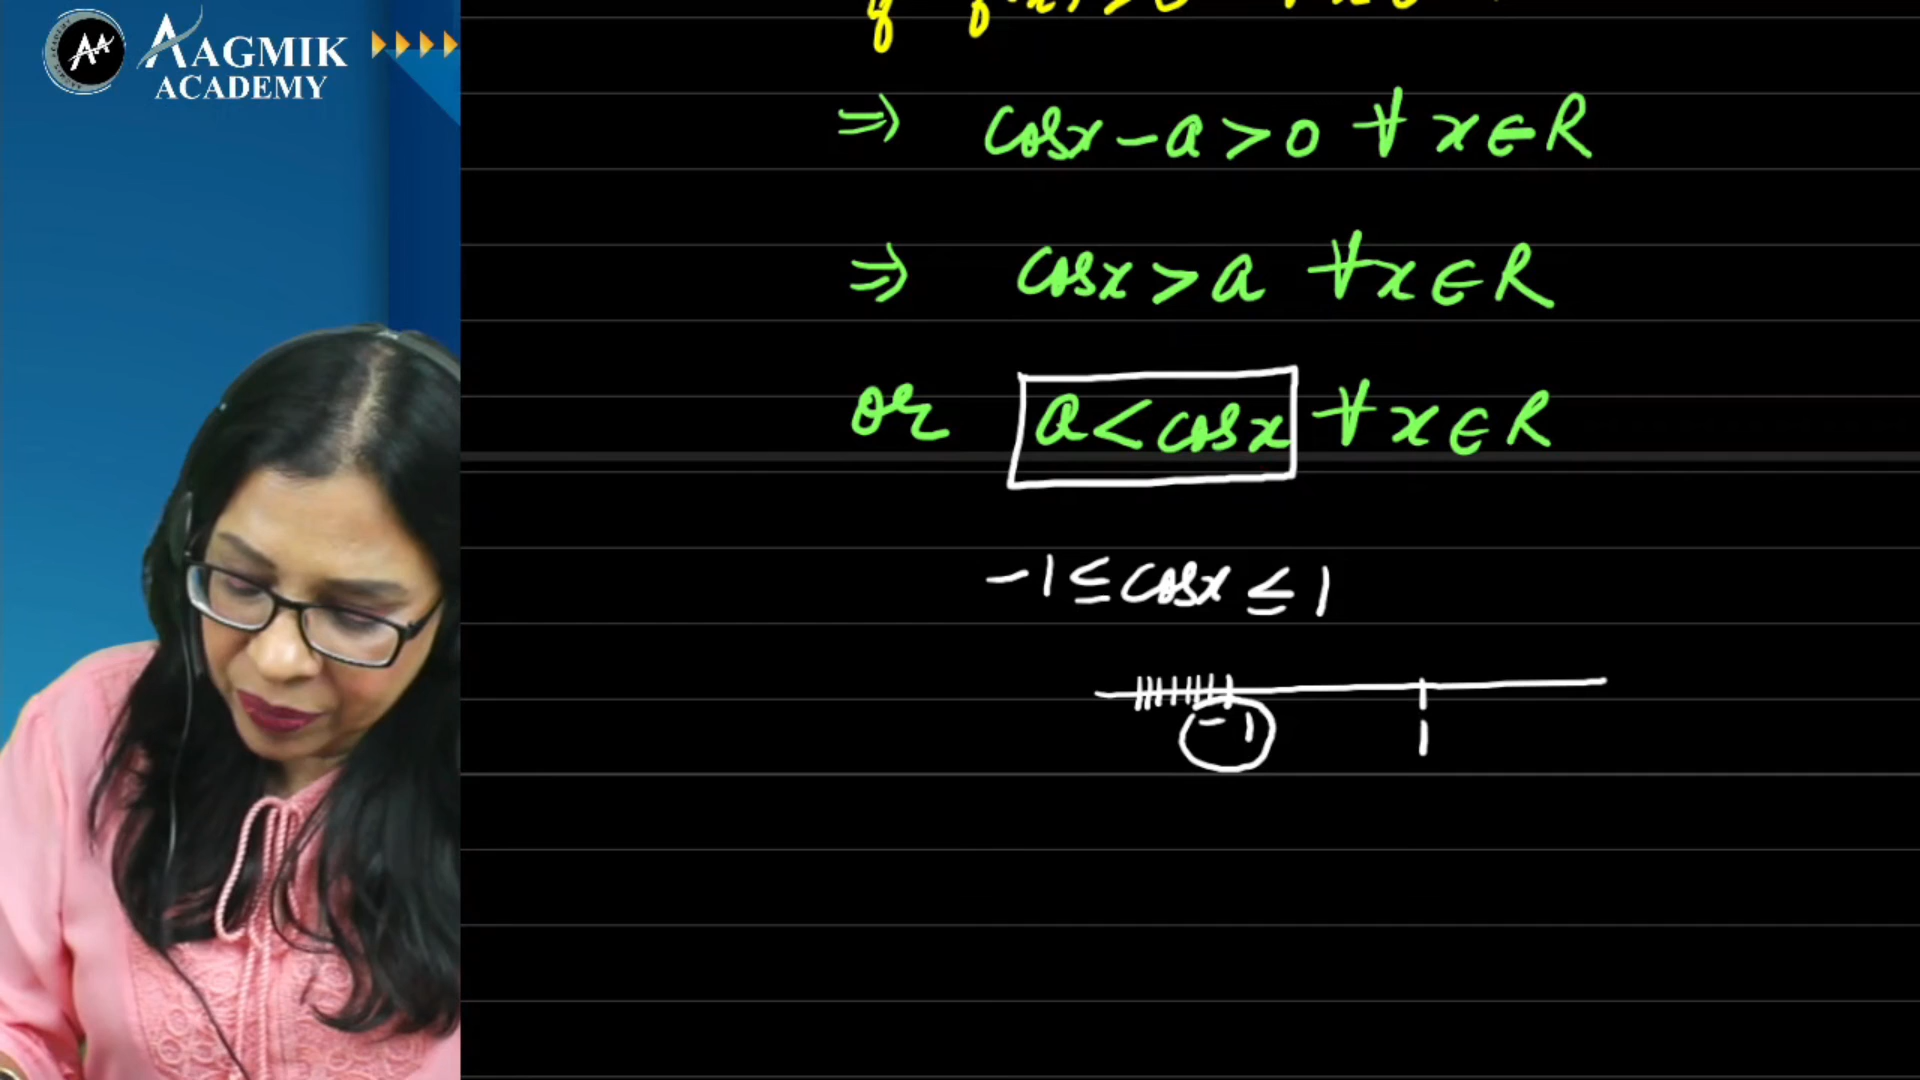 AAGMIK
ACADEMY
⇒ cosx - a > 0 ∀ x ∈ R
⇒ cosx > a ∀x ∈ R
or a < cosx ∀x ∈ R
-1 ≤ cosx ≤ 1
-1 1